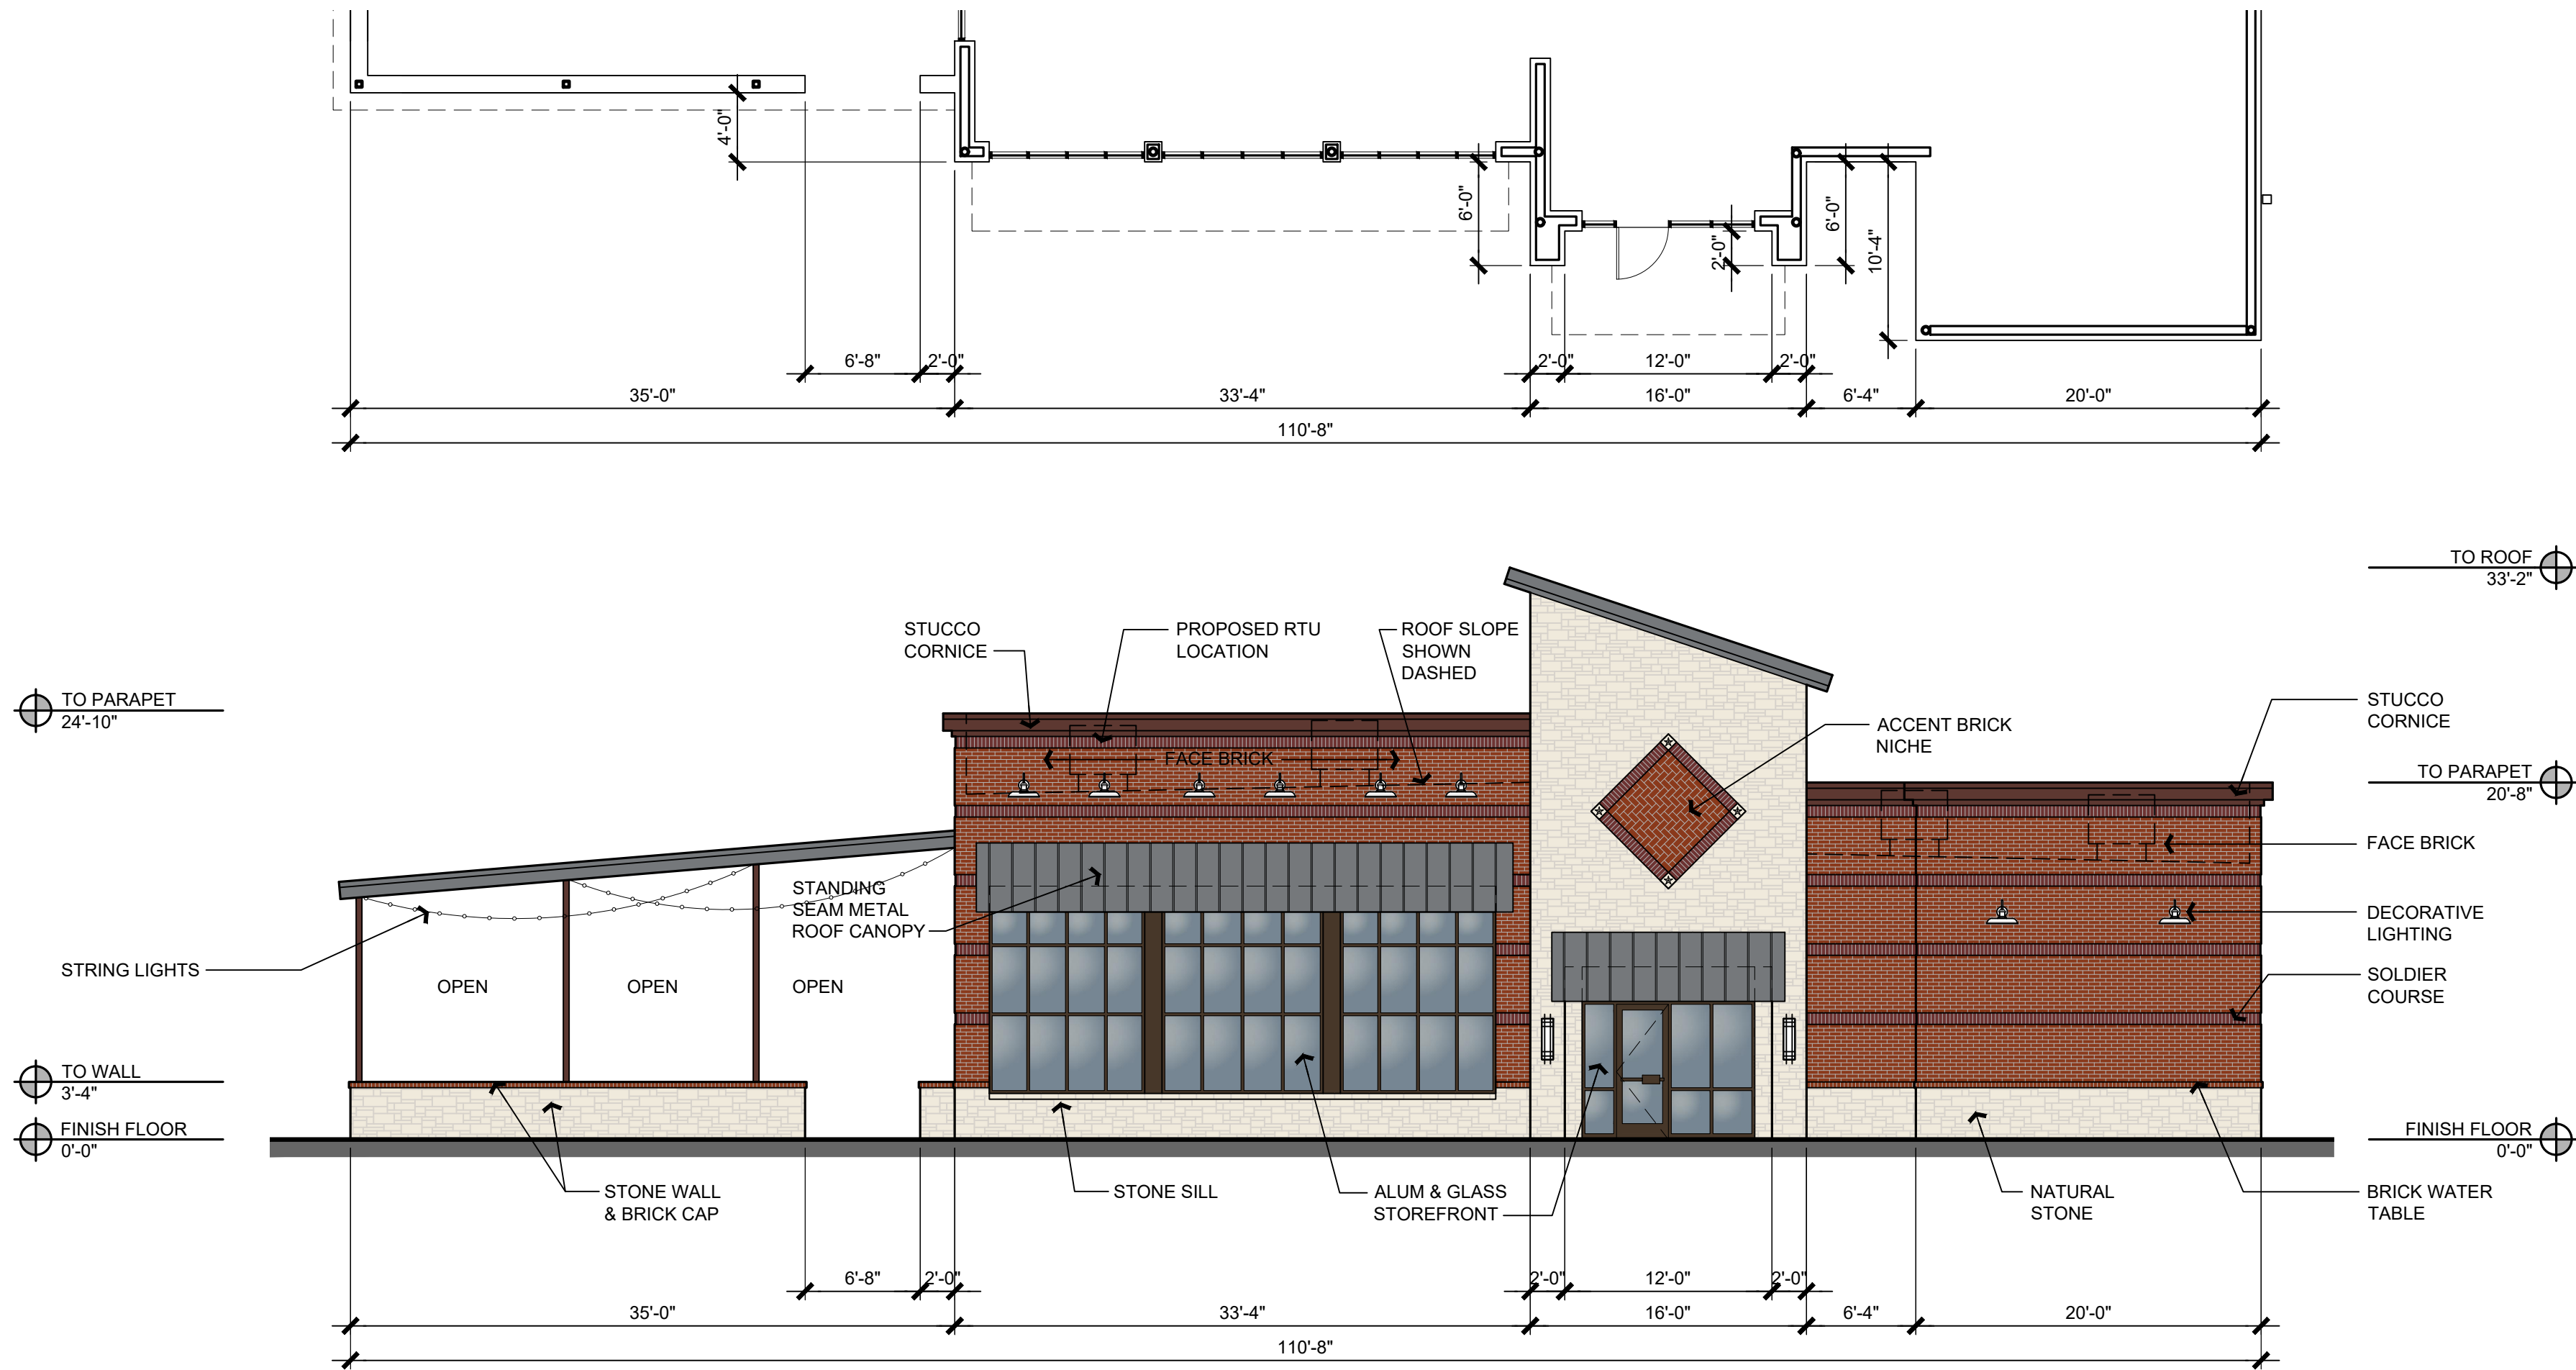 4'-0"
6'-0"
2'-0"
6'-0"
10'-4"
6'-8"
2'-0"
2'-0"
12'-0"
2'-0"
35'-0"
33'-4"
16'-0"
6'-4"
20'-0"
110'-8"
TO ROOF
33'-2"
STUCCO
CORNICE
PROPOSED RTU
LOCATION
ROOF SLOPE
SHOWN
DASHED
TO PARAPET
24'-10"
STUCCO
CORNICE
ACCENT BRICK
NICHE
FACE BRICK
TO PARAPET
20'-8"
FACE BRICK
STANDING
SEAM METAL
ROOF CANOPY
DECORATIVE
LIGHTING
STRING LIGHTS
OPEN
OPEN
OPEN
SOLDIER
COURSE
TO WALL
3'-4"
FINISH FLOOR
0'-0"
FINISH FLOOR
0'-0"
STONE WALL
& BRICK CAP
STONE SILL
ALUM & GLASS
STOREFRONT
NATURAL
STONE
BRICK WATER
TABLE
6'-8"
2'-0"
2'-0"
12'-0"
2'-0"
35'-0"
33'-4"
16'-0"
6'-4"
20'-0"
110'-8"